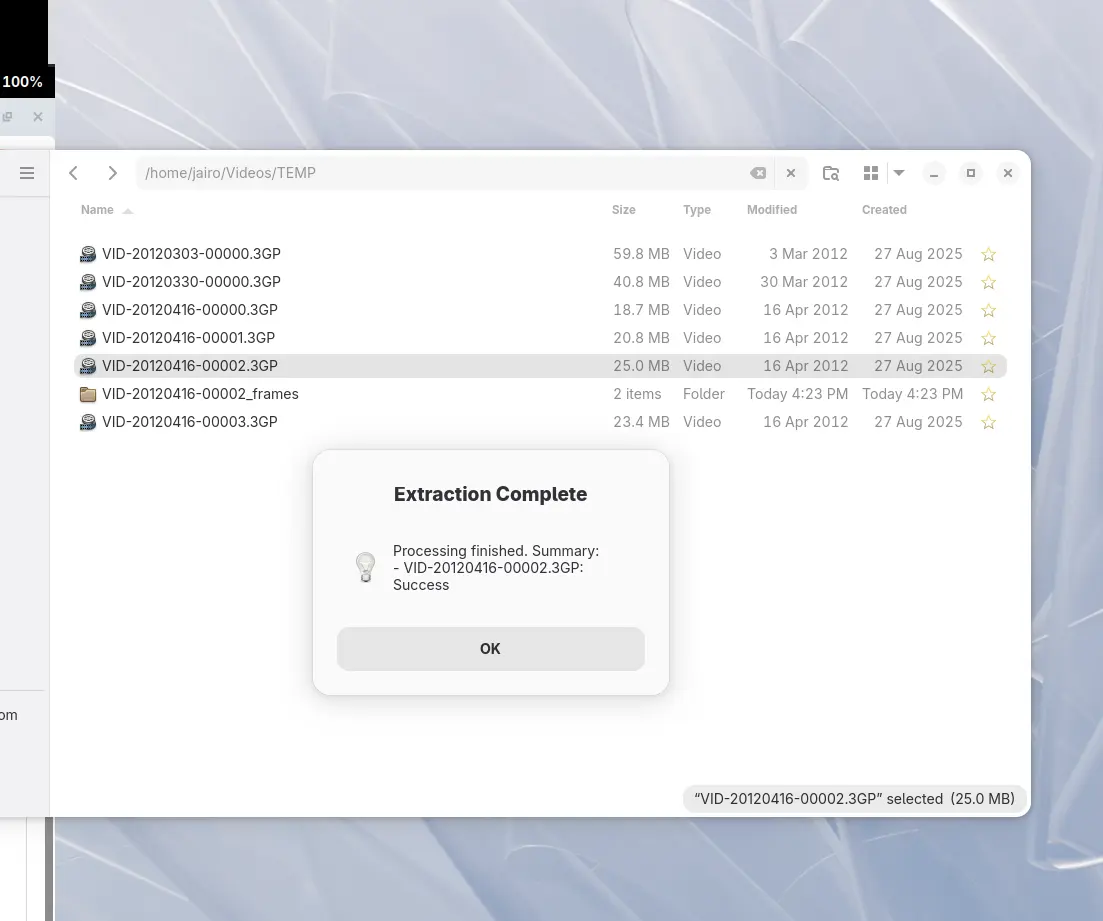 100%
/home/jairo/Videos/TEMP
Name Size Type Modified Created
VID-20120303-00000.3GP 59.8 MB Video 3 Mar 2012 27 Aug 2025
VID-20120330-00000.3GP 40.8 MB Video 30 Mar 2012 27 Aug 2025
VID-20120416-00000.3GP 18.7 MB Video 16 Apr 2012 27 Aug 2025
VID-20120416-00001.3GP 20.8 MB Video 16 Apr 2012 27 Aug 2025
VID-20120416-00002.3GP 25.0 MB Video 16 Apr 2012 27 Aug 2025
VID-20120416-00002_frames 2 items Folder Today 4:23 PM Today 4:23 PM
VID-20120416-00003.3GP 23.4 MB Video 16 Apr 2012 27 Aug 2025
Extraction Complete
Processing finished. Summary:
- VID-20120416-00002.3GP:
Success
OK
om
“VID-20120416-00002.3GP” selected (25.0 MB)